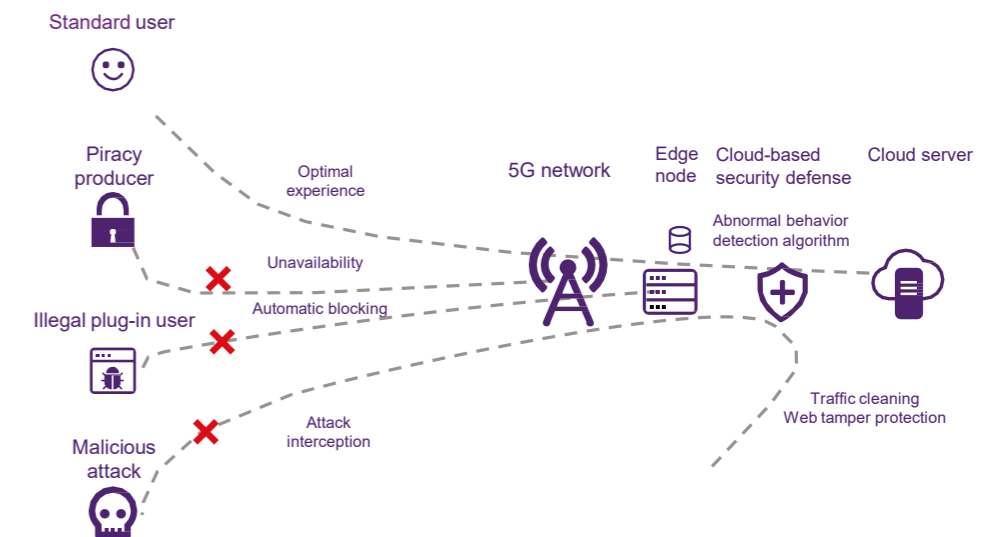 Standard user
Piracy
producer
Optimal
experience
5G network
Edge
node
Cloud-based
security defense
Cloud server
Abnormal behavior
detection algorithm
Unavailability
Automatic blocking
Illegal plug-in user
Attack
interception
Traffic cleaning
Web tamper protection
Malicious
attack